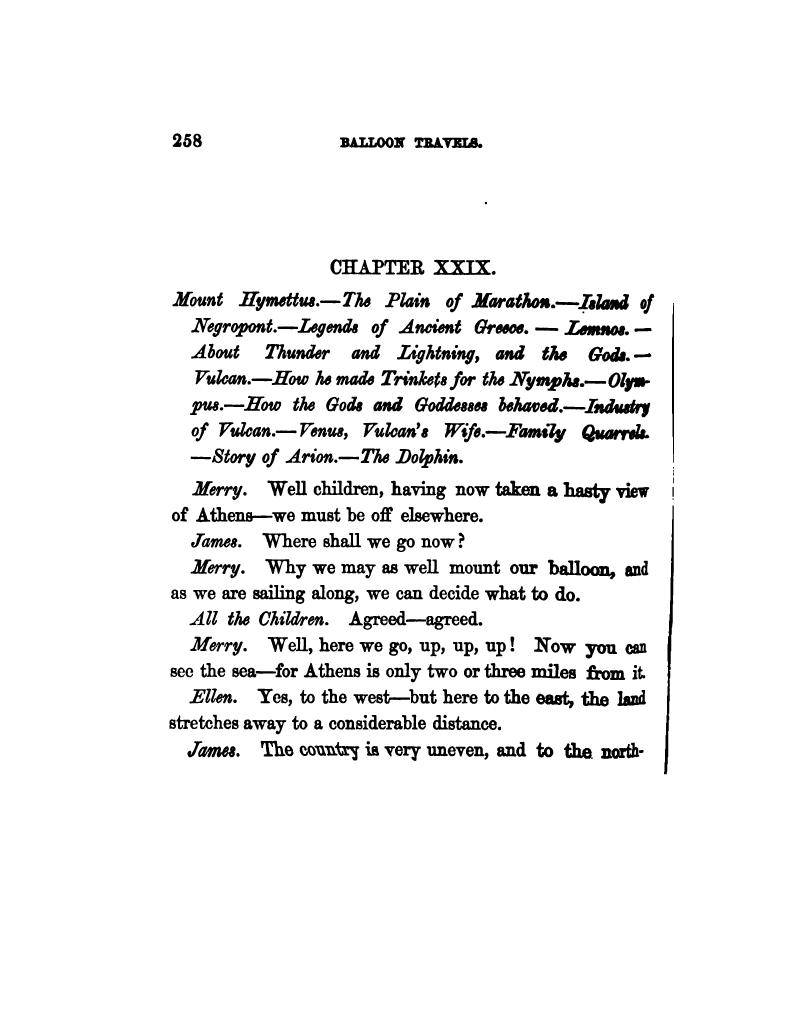 258 BALLOON TRAVELS.
CHAPTER XXIX.
Mount Hymettus.—The Plain of Marathon.—Island of
Negropont.—Legends of Ancient Greece. — Lemnos. —
About Thunder and Lightning, and the Gods. —
Vulcan.—How he made Trinkets for the Nymphs.—Olym-
pus.—How the Gods and Goddesses behaved.—Industry
of Vulcan.—Venus, Vulcan's Wife.—Family Quarrels.
—Story of Arion.—The Dolphin.
Merry. Well children, having now taken a hasty view
of Athens—we must be off elsewhere.
James. Where shall we go now?
Merry. Why we may as well mount our balloon, and
as we are sailing along, we can decide what to do.
All the Children. Agreed—agreed.
Merry. Well, here we go, up, up, up! Now you can
see the sea—for Athens is only two or three miles from it.
Ellen. Yes, to the west—but here to the east, the land
stretches away to a considerable distance.
James. The country is very uneven, and to the north-